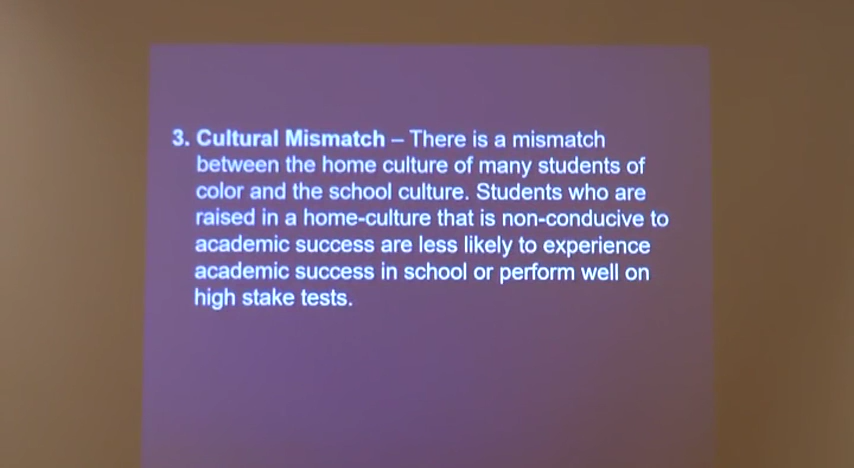 3. Cultural Mismatch – There is a mismatch
between the home culture of many students of
color and the school culture. Students who are
raised in a home-culture that is non-conducive to
academic success are less likely to experience
academic success in school or perform well on
high stake tests.